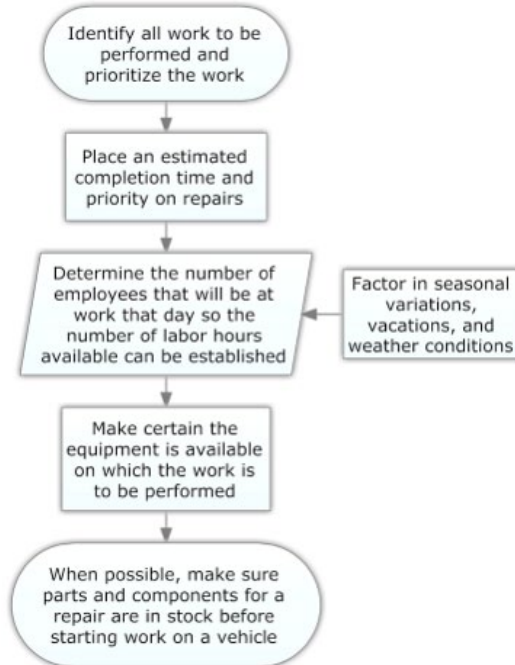 Identify all work to be
performed and
prioritize the work
Place an estimated
completion time and
priority on repairs
Determine the number of
employees that will be at
work that day so the
number of labor hours
available can be established
Factor in seasonal
variations,
vacations, and
weather conditions
Make certain the
equipment is available
on which the work is
to be performed
When possible, make sure
parts and components for a
repair are in stock before
starting work on a vehicle